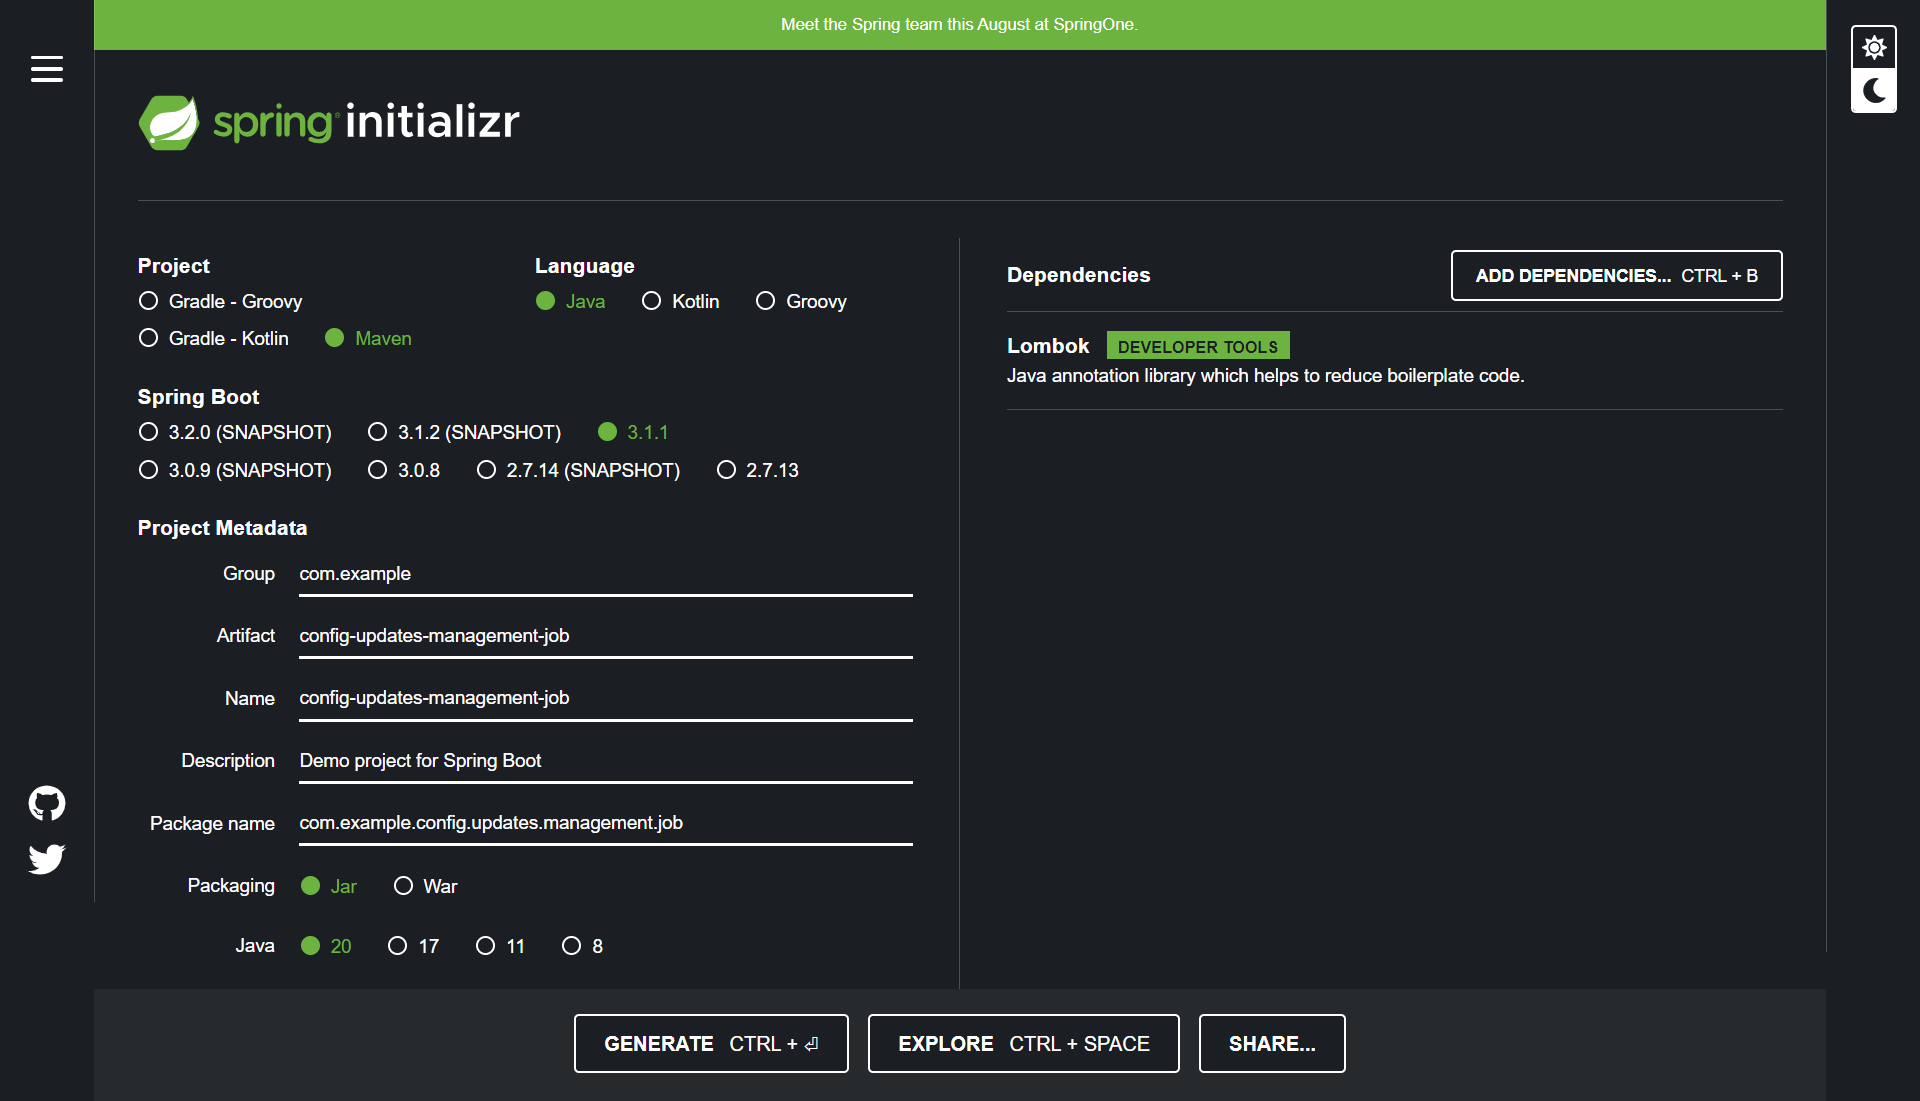 Meet the Spring team this August at SpringOne.
spring initializr
Project
Gradle - Groovy
Gradle - Kotlin Maven
Language
Java Kotlin Groovy
Spring Boot
3.2.0 (SNAPSHOT) 3.1.2 (SNAPSHOT) 3.1.1
3.0.9 (SNAPSHOT) 3.0.8 2.7.14 (SNAPSHOT) 2.7.13
Project Metadata
Group com.example
Artifact config-updates-management-job
Name config-updates-management-job
Description Demo project for Spring Boot
Package name com.example.config.updates.management.job
Packaging Jar War
Java 20 17 11 8
Dependencies ADD DEPENDENCIES... CTRL + B
Lombok DEVELOPER TOOLS
Java annotation library which helps to reduce boilerplate code.
GENERATE CTRL + ⏎ EXPLORE CTRL + SPACE SHARE...